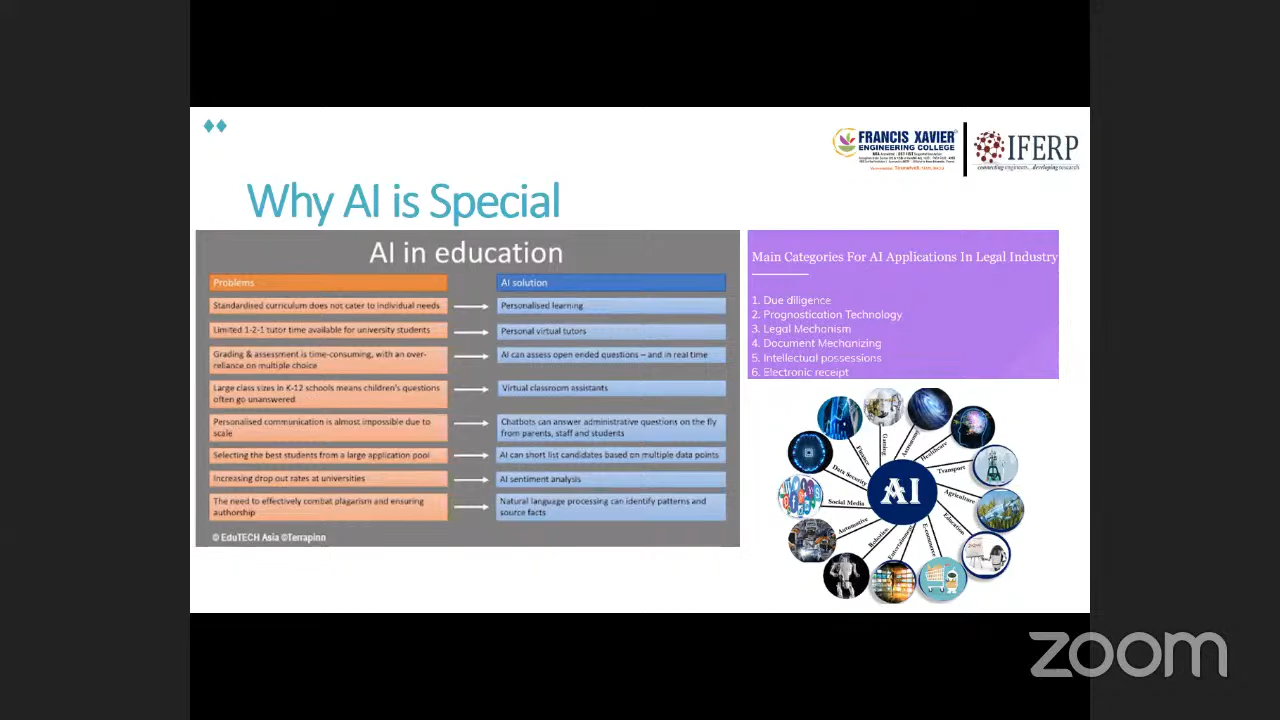 FRANCIS XAVIER
ENGINEERING COLLEGE
IFERP
connecting engineers...developing research
Why AI is Special
AI in education
Problems
AI solution
Standardised curriculum does not cater to individual needs
Personalised learning
Limited 1-2-1 tutor time available for university students
Personal virtual tutors
Grading & assessment is time-consuming, with an over-
reliance on multiple choice
AI can assess open ended questions – and in real time
Large class sizes in K-12 schools means children's questions
often go unanswered
Virtual classroom assistants
Personalised communication is almost impossible due to
scale
Chatbots can answer administrative questions on the fly
from parents, staff and students
Selecting the best students from a large application pool
AI can short list candidates based on multiple data points
Increasing drop out rates at universities
AI sentiment analysis
The need to effectively combat plagarism and ensuring
authorship
Natural language processing can identify patterns and
source facts
© EduTECH Asia ©Terrapinn
Main Categories For AI Applications In Legal Industry
1. Due diligence
2. Prognostication Technology
3. Legal Mechanism
4. Document Mechanizing
5. Intellectual possessions
6. Electronic receipt
AI
Gaming
Astronomy
Healthcare
Transport
Agriculture
Education
E-commerce
Entertainment
Robotics
Automotive
Social Media
Data Security
Finance
zoom